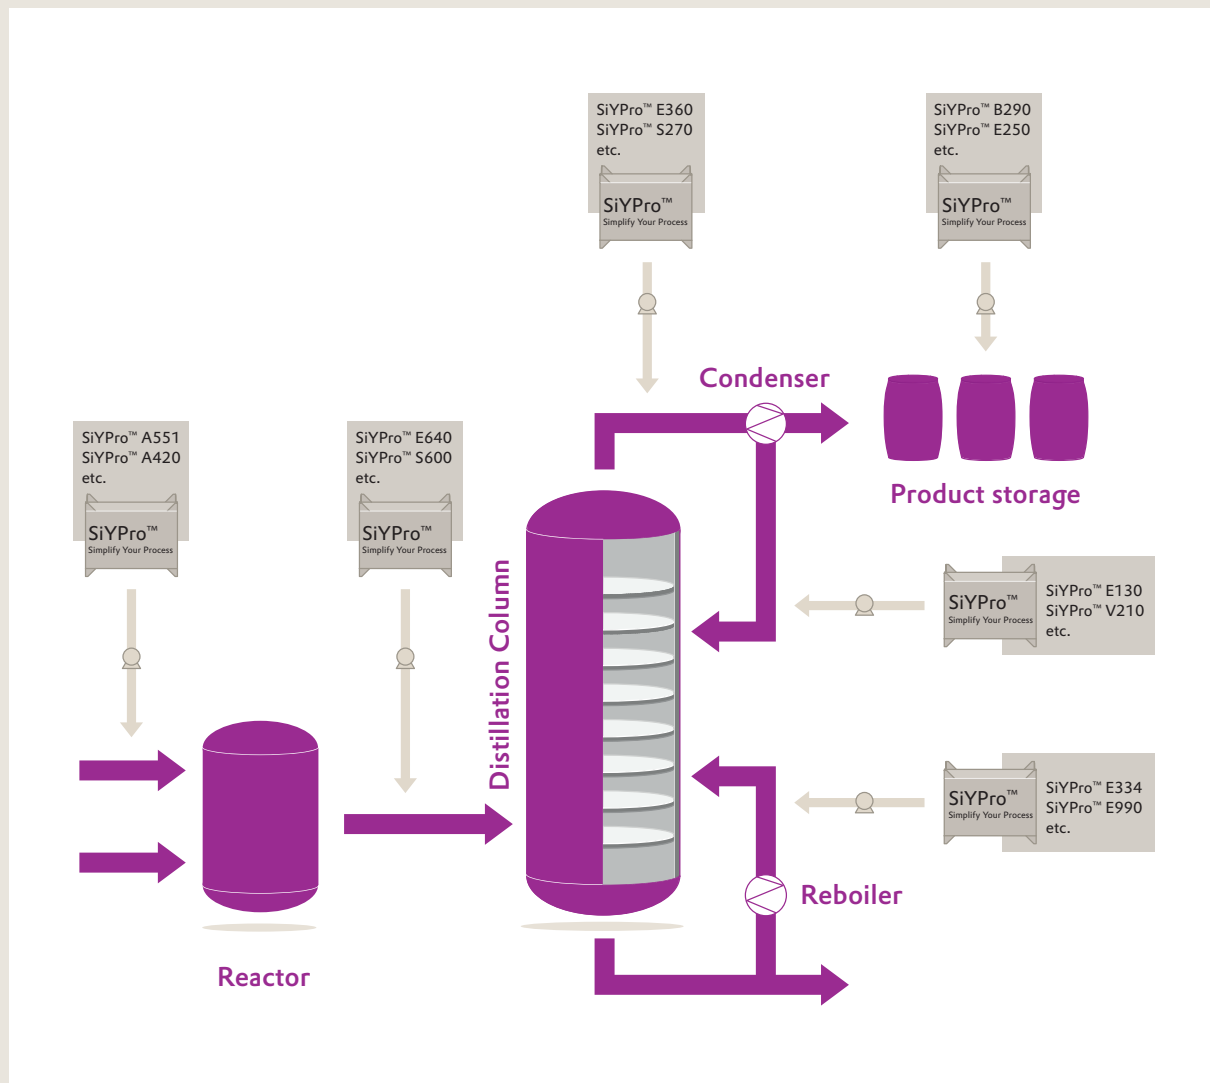 SiYPro™ E360
SiYPro™ S270
etc.
SiYPro™
Simplify Your Process
SiYPro™ B290
SiYPro™ E250
etc.
SiYPro™
Simplify Your Process
Condenser
Product storage
SiYPro™ A551
SiYPro™ A420
etc.
SiYPro™
Simplify Your Process
SiYPro™ E640
SiYPro™ S600
etc.
SiYPro™
Simplify Your Process
Distillation Column
SiYPro™
Simplify Your Process
SiYPro™ E130
SiYPro™ V210
etc.
SiYPro™
Simplify Your Process
SiYPro™ E334
SiYPro™ E990
etc.
Reboiler
Reactor